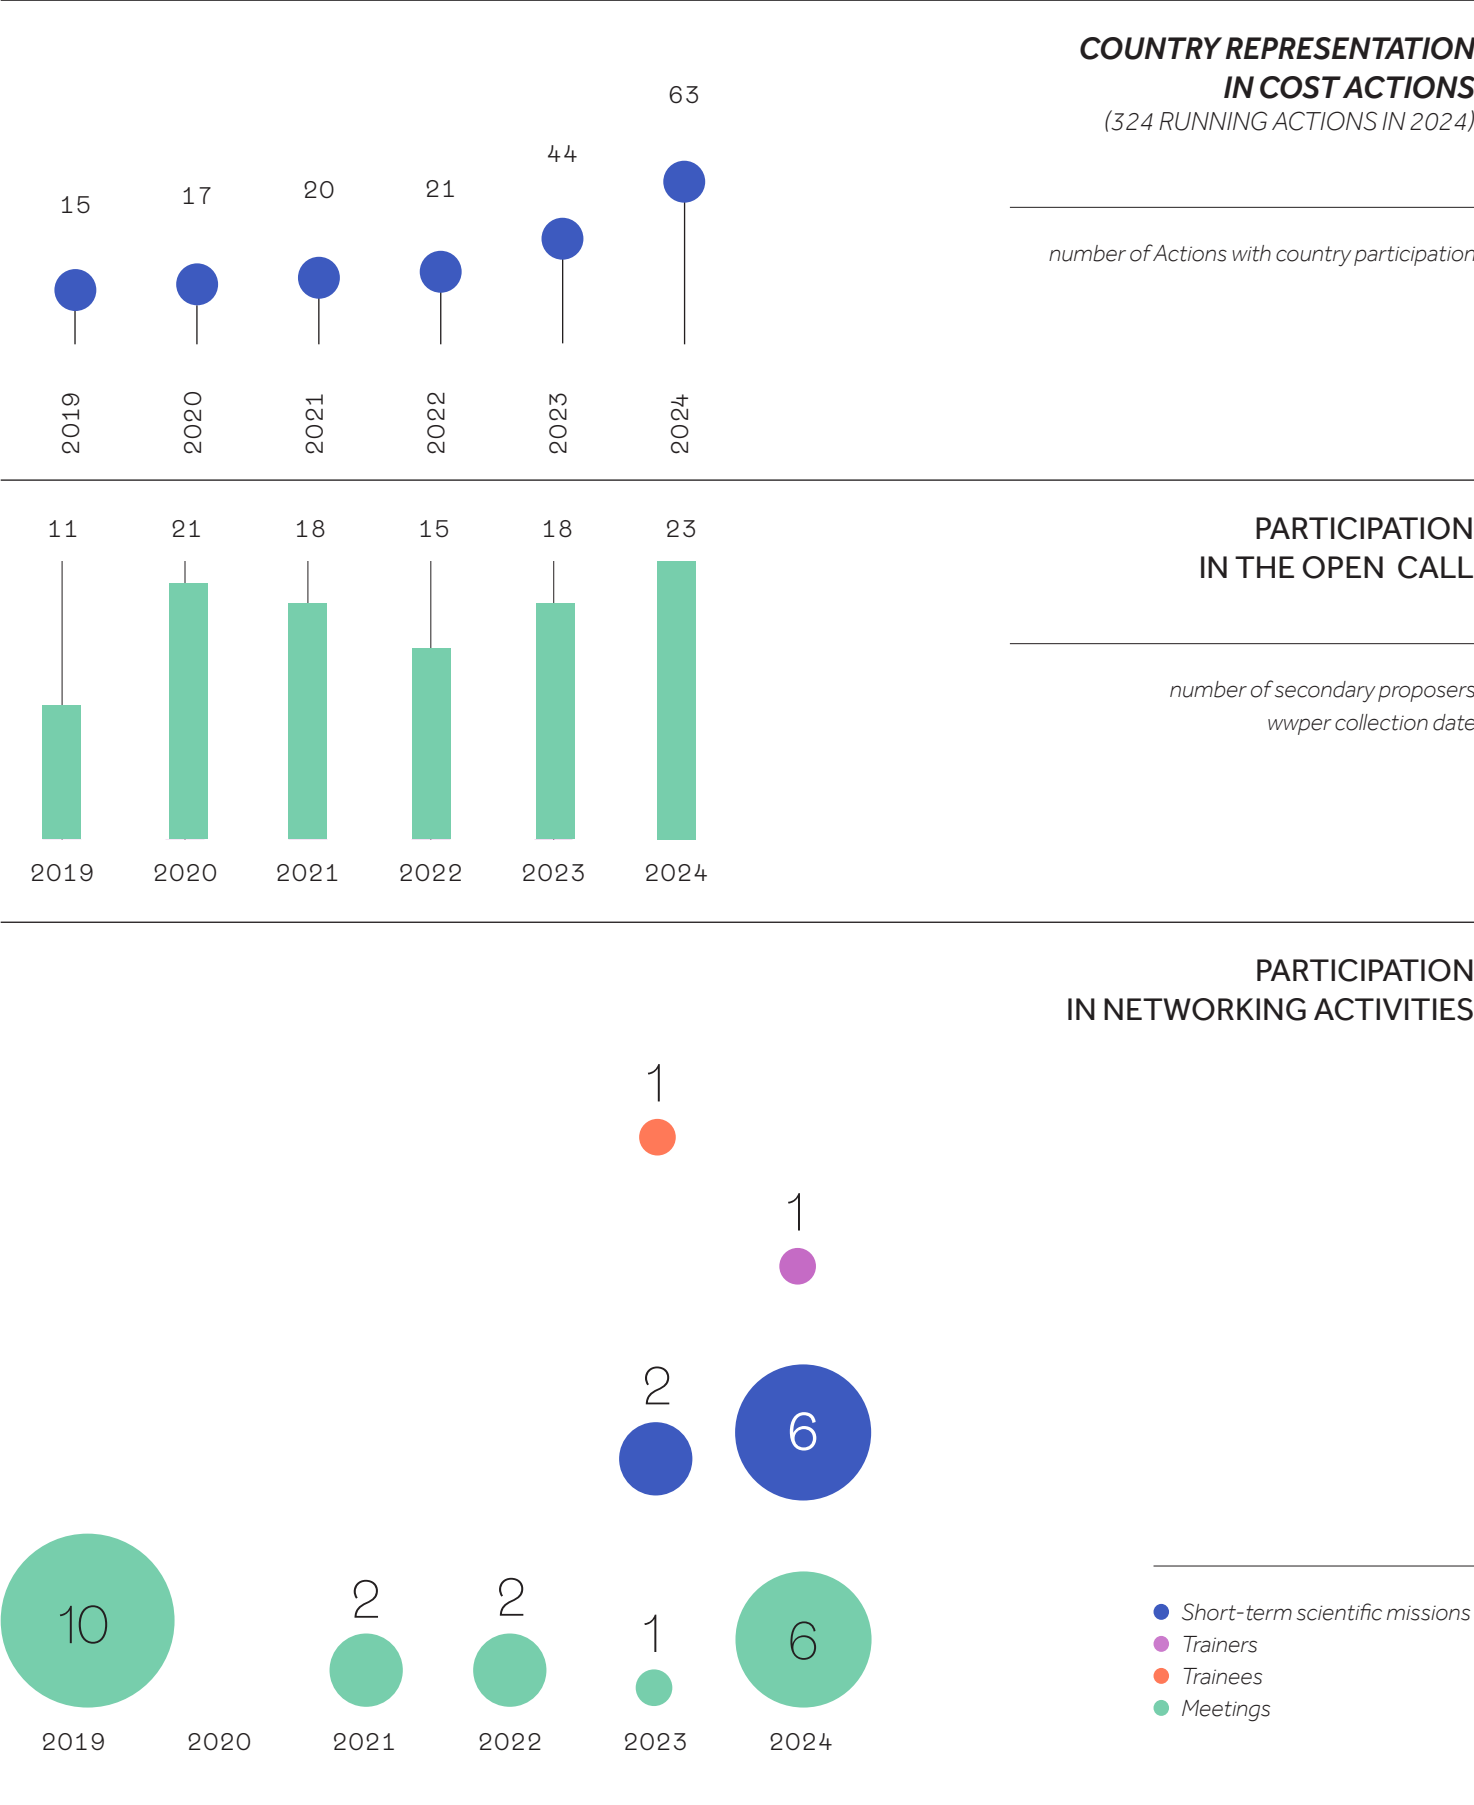 COUNTRY REPRESENTATION
IN COST ACTIONS
(324 RUNNING ACTIONS IN 2024)
number of Actions with country participation
15
17
20
21
44
63
2019
2020
2021
2022
2023
2024
PARTICIPATION
IN THE OPEN CALL
number of secondary proposers
wwper collection date
11
21
18
15
18
23
2019
2020
2021
2022
2023
2024
PARTICIPATION
IN NETWORKING ACTIVITIES
1
1
2
6
10
2
2
1
6
2019
2020
2021
2022
2023
2024
Short-term scientific missions
Trainers
Trainees
Meetings